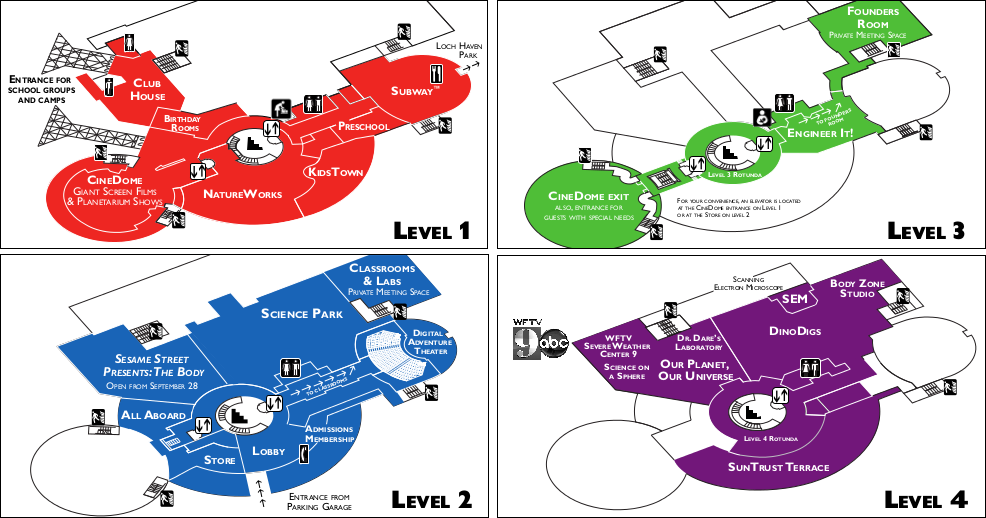 Loch Haven
Park
Entrance for
school groups
and camps
Club
House
Subway™
Birthday
Rooms
Preschool
KidsTown
CineDome
Giant Screen Films
& Planetarium Shows
NatureWorks
Level 1
Founders
Room
Private Meeting Space
to Founders
Room
Engineer It!
Level 3 Rotunda
CineDome exit
also, entrance for
guests with special needs
For your convenience, an elevator is located
at the CineDome entrance on Level 1
or at the Store on level 2
Level 3
Classrooms
& Labs
Private Meeting Space
Science Park
Digital
Adventure
Theater
Sesame Street
Presents: The Body
Open from September 28
to classrooms
All Aboard
Admissions
Membership
Lobby
Store
Entrance from
Parking Garage
Level 2
Scanning
Electron Microscope
SEM
Body Zone
Studio
WFTV
9 abc
DinoDigs
WFTV
Severe Weather
Center 9
Science on
a Sphere
Dr. Dare's
Laboratory
Our Planet,
Our Universe
Level 4 Rotunda
SunTrust Terrace
Level 4